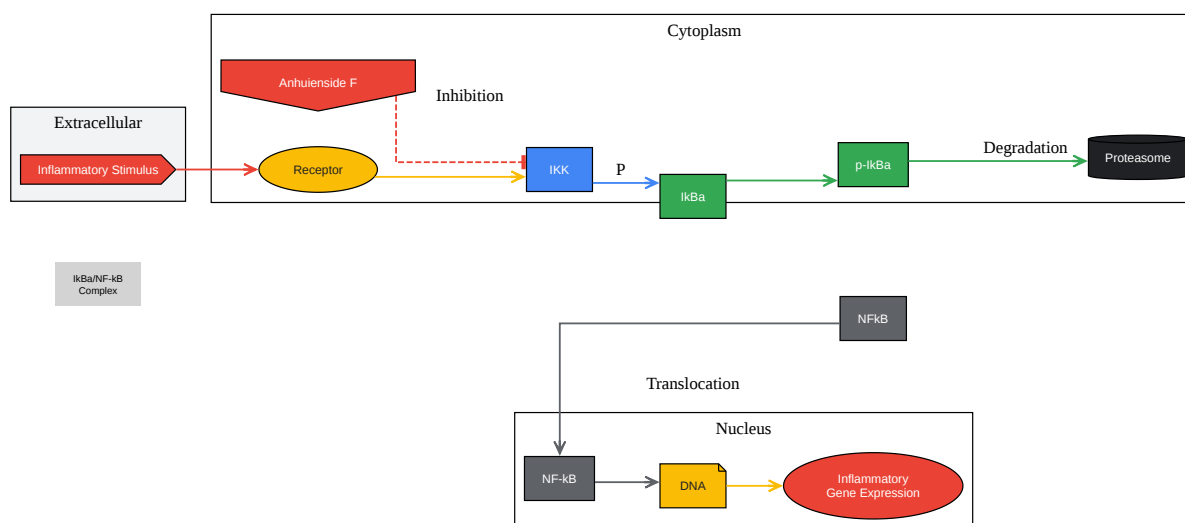 Cytoplasm
Anhuienside F
Inhibition
Extracellular
Inflammatory Stimulus
Receptor
IKK
P
IkBa
p-IkBa
Degradation
Proteasome
IkBa/NF-kB
Complex
NFkB
Translocation
Nucleus
NF-kB
DNA
Inflammatory
Gene Expression